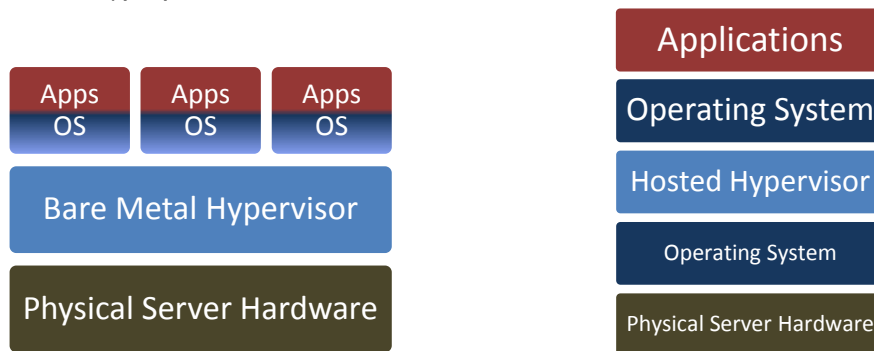 Apps Apps Apps
OS OS OS
Bare Metal Hypervisor
Physical Server Hardware
Applications
Operating System
Hosted Hypervisor
Operating System
Physical Server Hardware